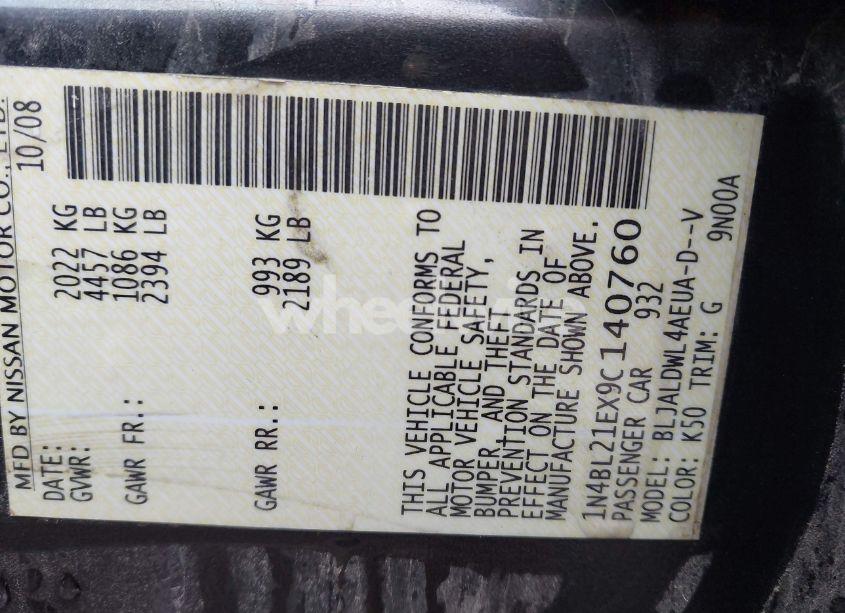 MFD BY NISSAN MOTOR CO., LTD.
DATE: 10/08
GVWR: 2022 KG
4457 LB
GAWR FR.: 1086 KG
2394 LB
GAWR RR.: 993 KG
2189 LB
THIS VEHICLE CONFORMS TO
ALL APPLICABLE FEDERAL
MOTOR VEHICLE SAFETY,
BUMPER, AND THEFT
PREVENTION STANDARDS IN
EFFECT ON THE DATE OF
MANUFACTURE SHOWN ABOVE.
1N4BL21EX9C140760
PASSENGER CAR 932
MODEL: BLJALDWL4AEUA-D--V
COLOR: K50 TRIM: G 9N00A